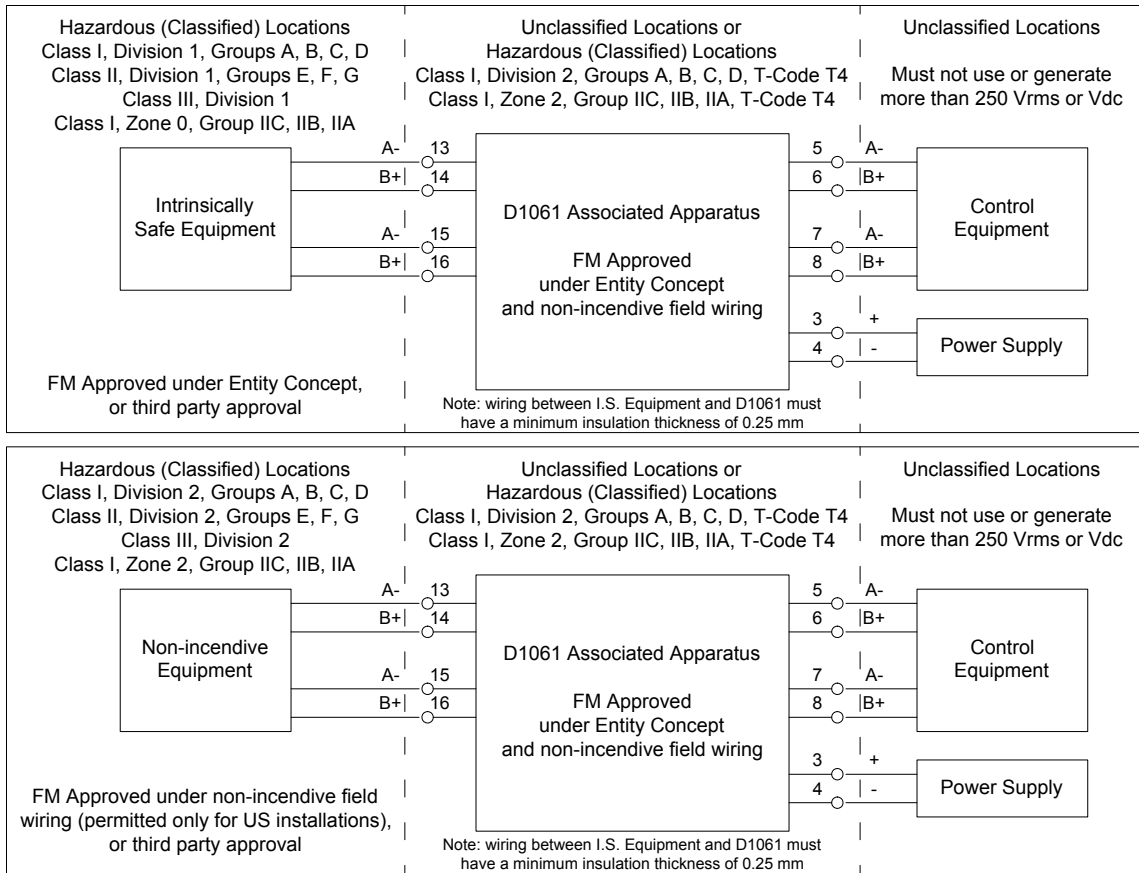 Hazardous (Classified) Locations
Class I, Division 1, Groups A, B, C, D
Class II, Division 1, Groups E, F, G
Class III, Division 1
Class I, Zone 0, Group IIC, IIB, IIA
Unclassified Locations or
Hazardous (Classified) Locations
Class I, Division 2, Groups A, B, C, D, T-Code T4
Class I, Zone 2, Group IIC, IIB, IIA, T-Code T4
Unclassified Locations
Must not use or generate
more than 250 Vrms or Vdc
Intrinsically
Safe Equipment
A- 13
B+ 14
A- 15
B+ 16
D1061 Associated Apparatus
FM Approved
under Entity Concept
and non-incendive field wiring
5 A-
6 B+
7 A-
8 B+
3 +
4 -
Control
Equipment
Power Supply
FM Approved under Entity Concept,
or third party approval
Note: wiring between I.S. Equipment and D1061 must
have a minimum insulation thickness of 0.25 mm
Hazardous (Classified) Locations
Class I, Division 2, Groups A, B, C, D
Class II, Division 2, Groups E, F, G
Class III, Division 2
Class I, Zone 2, Group IIC, IIB, IIA
Unclassified Locations or
Hazardous (Classified) Locations
Class I, Division 2, Groups A, B, C, D, T-Code T4
Class I, Zone 2, Group IIC, IIB, IIA, T-Code T4
Unclassified Locations
Must not use or generate
more than 250 Vrms or Vdc
Non-incendive
Equipment
A- 13
B+ 14
A- 15
B+ 16
D1061 Associated Apparatus
FM Approved
under Entity Concept
and non-incendive field wiring
5 A-
6 B+
7 A-
8 B+
3 +
4 -
Control
Equipment
Power Supply
FM Approved under non-incendive field
wiring (permitted only for US installations),
or third party approval
Note: wiring between I.S. Equipment and D1061 must
have a minimum insulation thickness of 0.25 mm